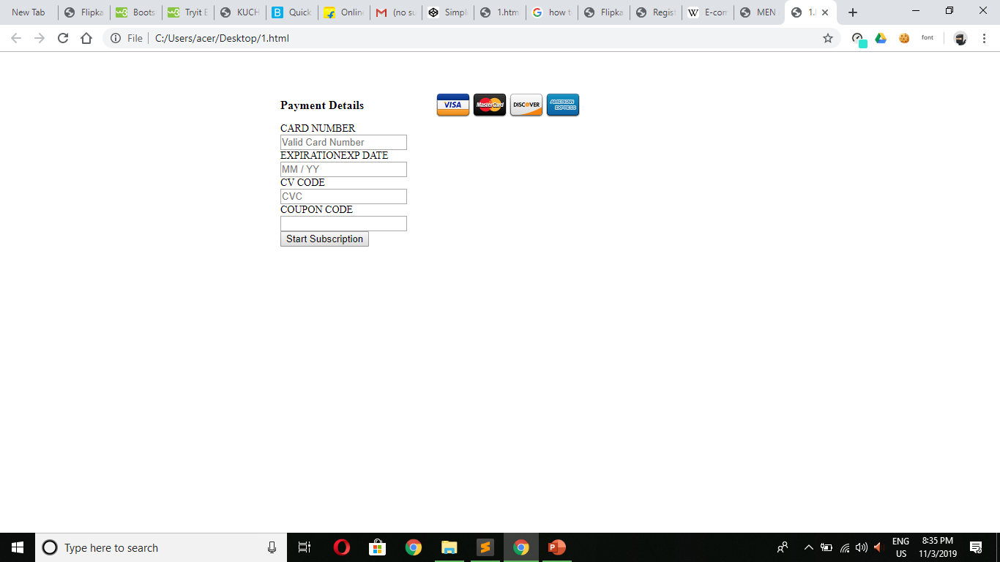 New Tab Flipka Boots Tryit E KUCH Quick Onlin (no su Simpl 1.htm how t Flipka Regist E-con MEN 1.
File C:/Users/acer/Desktop/1.html font
Payment Details VISA MasterCard DISCOVER AMERICAN EXPRESS
CARD NUMBER
Valid Card Number
EXPIRATIONEXP DATE
MM / YY
CV CODE
CVC
COUPON CODE
Start Subscription
Type here to search
ENG 8:35 PM
US 11/3/2019